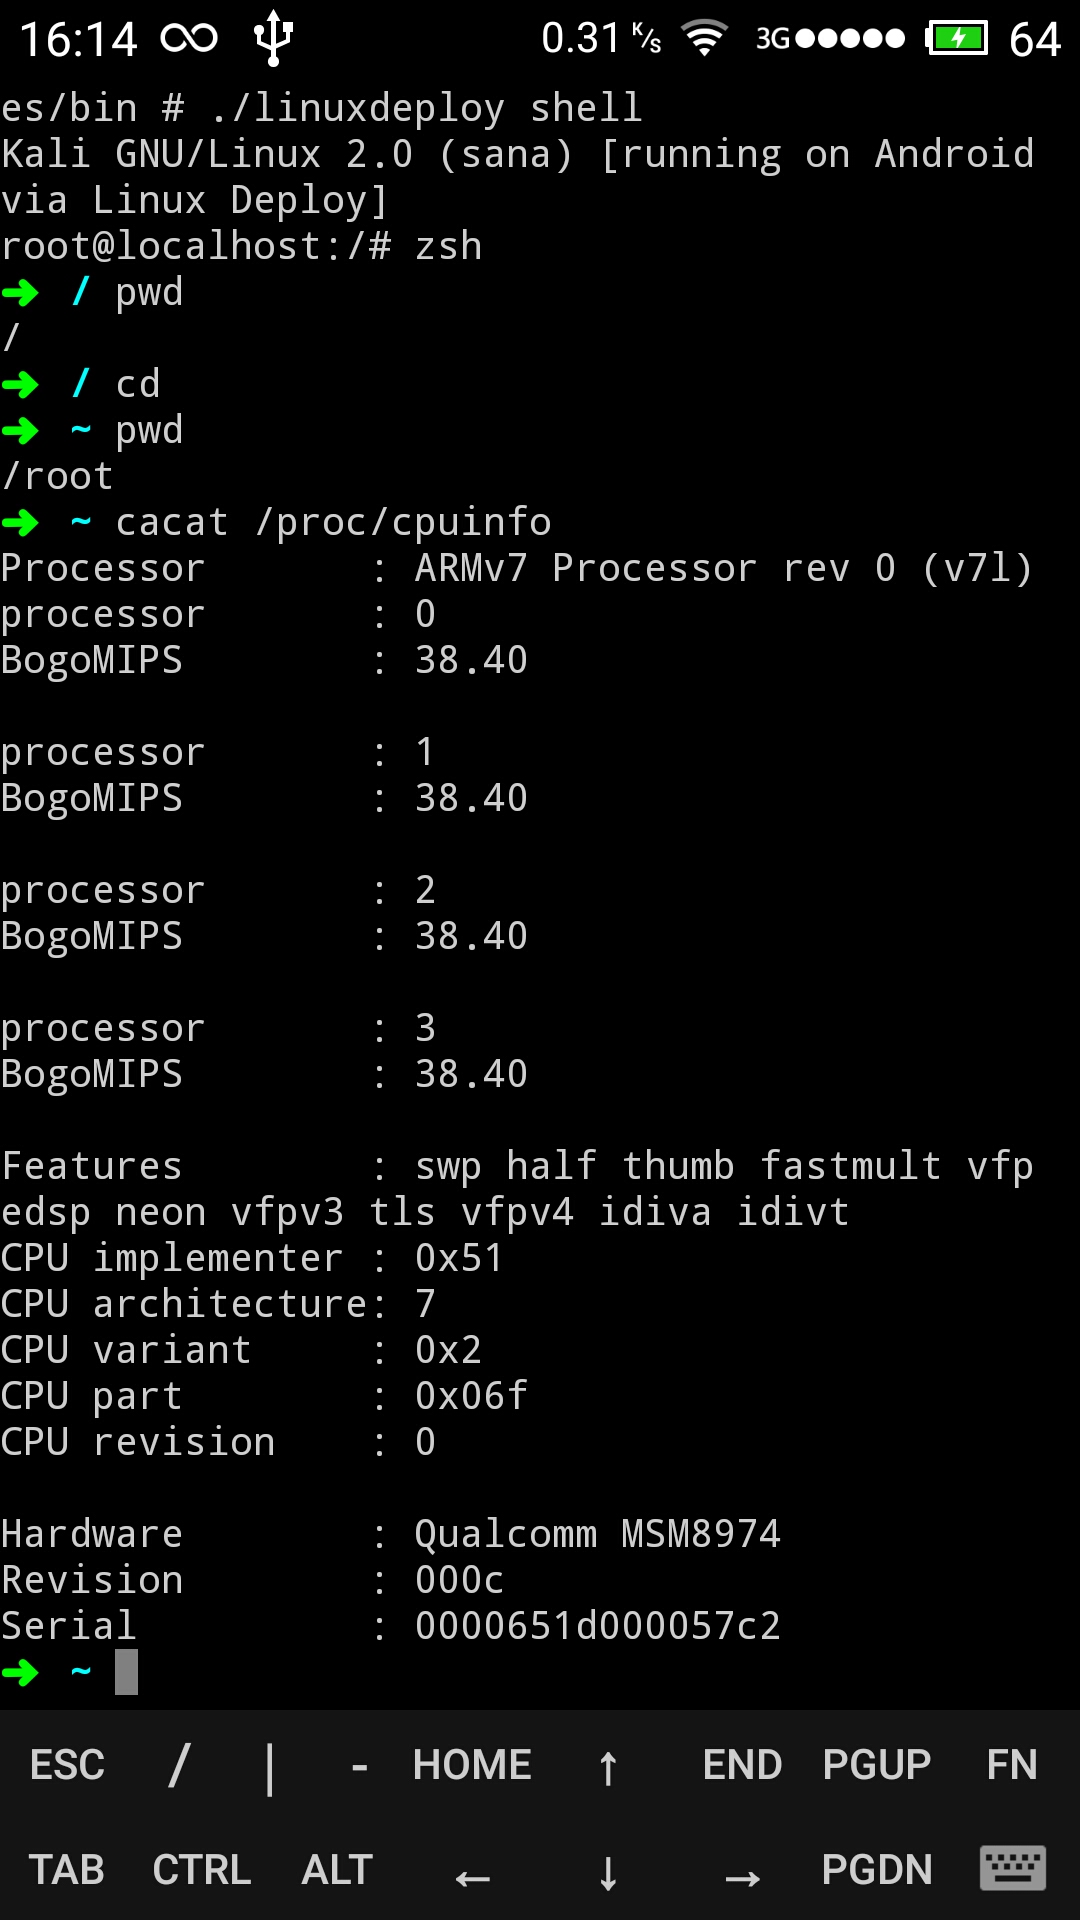 16:14 0.31 K/s 3G 64
es/bin # ./linuxdeploy shell
Kali GNU/Linux 2.0 (sana) [running on Android
via Linux Deploy]
root@localhost:/# zsh
➜ / pwd
/
➜ / cd
➜ ~ pwd
/root
➜ ~ cacat /proc/cpuinfo
Processor : ARMv7 Processor rev 0 (v7l)
processor : 0
BogoMIPS : 38.40
processor : 1
BogoMIPS : 38.40
processor : 2
BogoMIPS : 38.40
processor : 3
BogoMIPS : 38.40
Features : swp half thumb fastmult vfp
edsp neon vfpv3 tls vfpv4 idiva idivt
CPU implementer : 0x51
CPU architecture: 7
CPU variant : 0x2
CPU part : 0x06f
CPU revision : 0
Hardware : Qualcomm MSM8974
Revision : 000c
Serial : 0000651d000057c2
➜ ~
ESC / | - HOME ↑ END PGUP FN
TAB CTRL ALT ← ↓ → PGDN